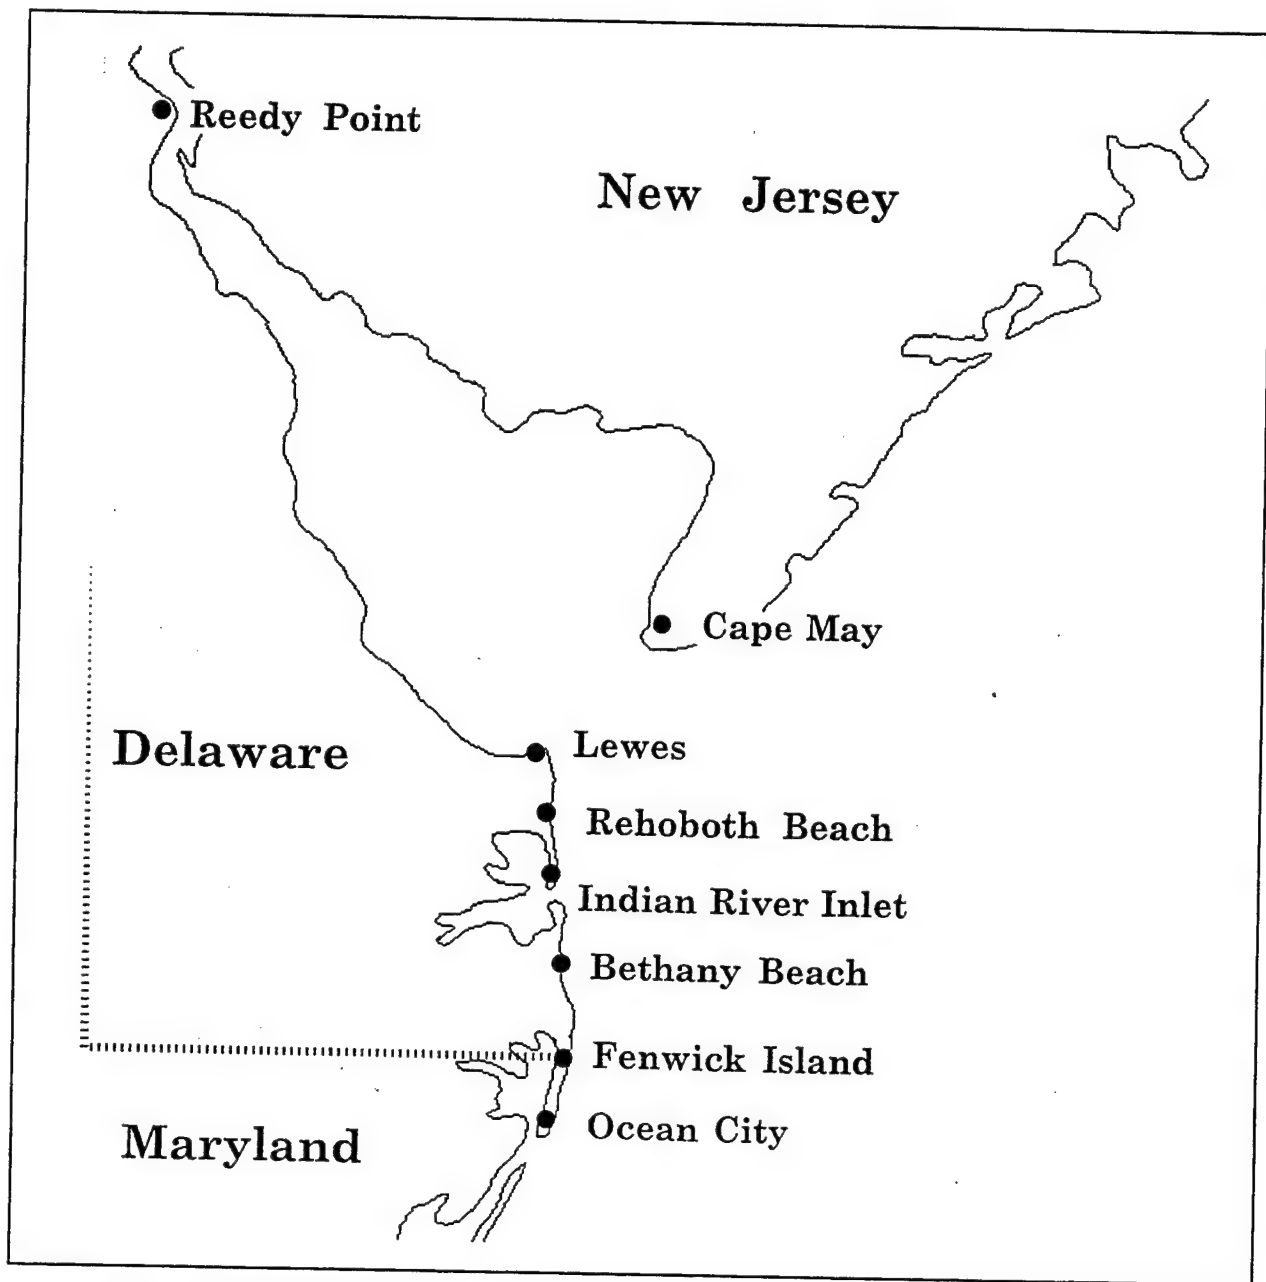 Reedy Point
New Jersey
Cape May
Delaware
Lewes
Rehoboth Beach
Indian River Inlet
Bethany Beach
Fenwick Island
Maryland
Ocean City